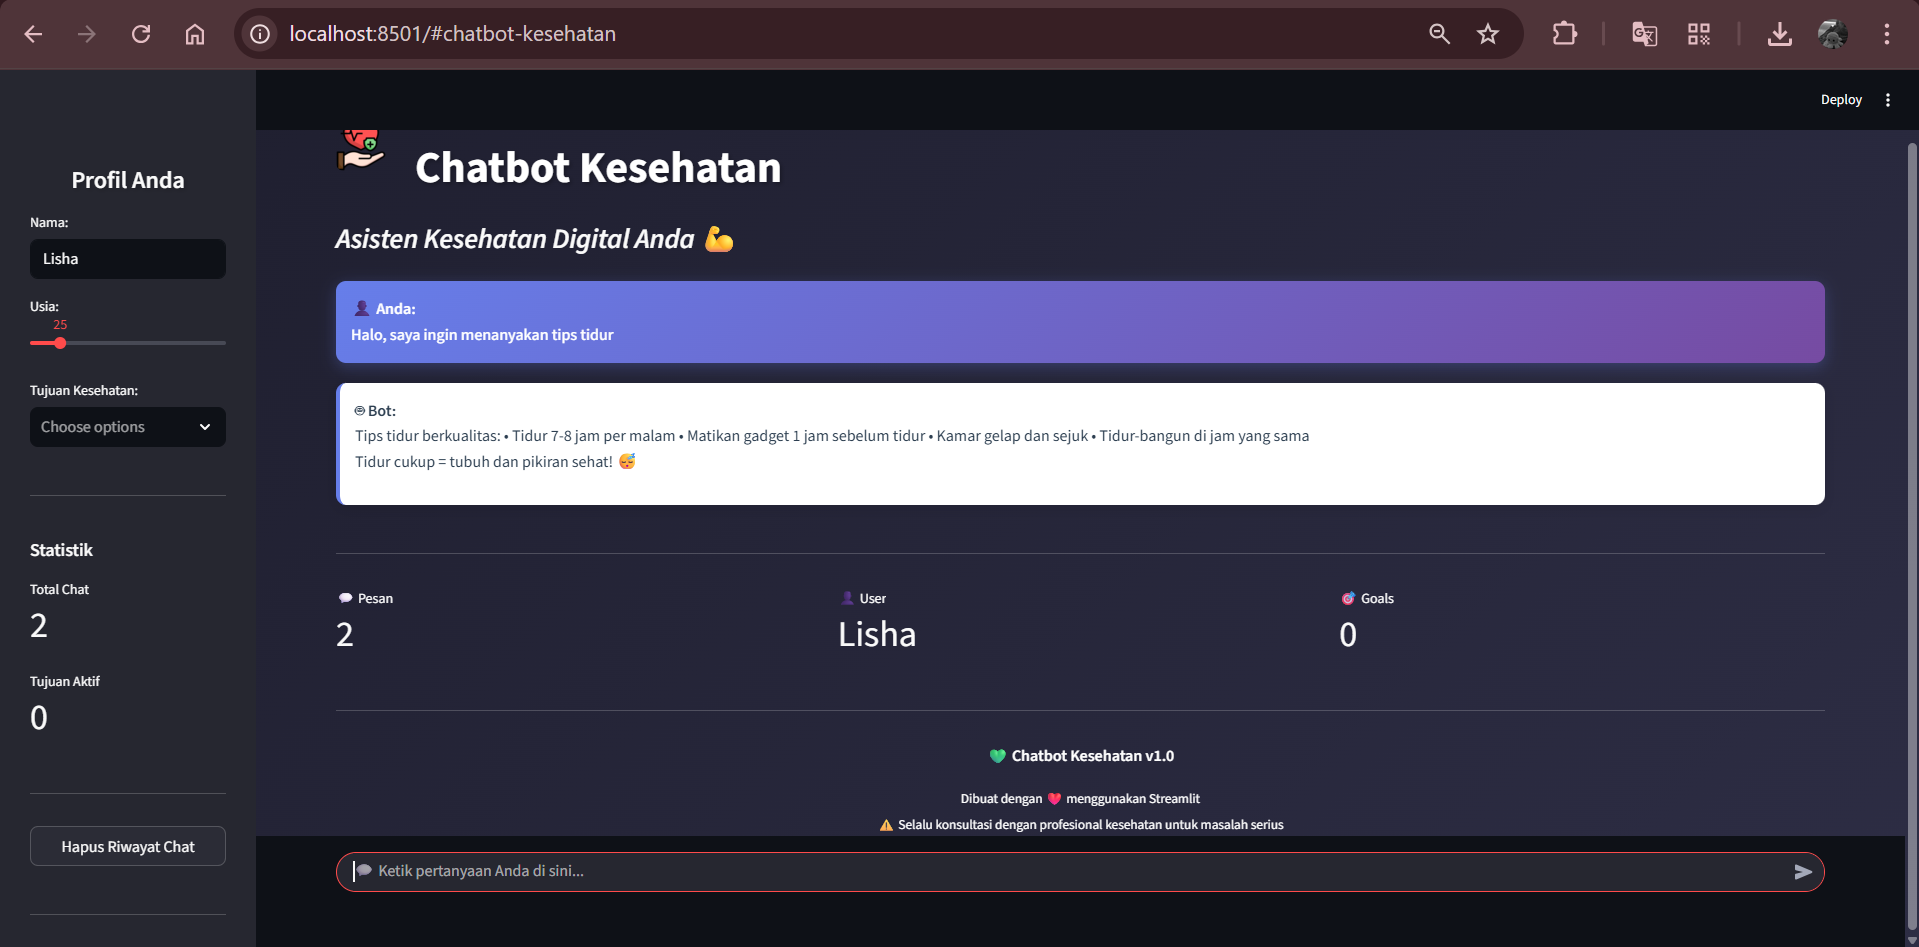 localhost:8501/#chatbot-kesehatan
Deploy
Profil Anda
Nama:
Lisha
Usia:
25
Tujuan Kesehatan:
Choose options
Statistik
Total Chat
2
Tujuan Aktif
0
Hapus Riwayat Chat
Chatbot Kesehatan
Asisten Kesehatan Digital Anda 💪
👤 Anda:
Halo, saya ingin menanyakan tips tidur
Bot:
Tips tidur berkualitas: • Tidur 7-8 jam per malam • Matikan gadget 1 jam sebelum tidur • Kamar gelap dan sejuk • Tidur-bangun di jam yang sama
Tidur cukup = tubuh dan pikiran sehat! 😴
💬 Pesan
2
👤 User
Lisha
🎯 Goals
0
💚 Chatbot Kesehatan v1.0
Dibuat dengan ❤️ menggunakan Streamlit
⚠️ Selalu konsultasi dengan profesional kesehatan untuk masalah serius
💬 Ketik pertanyaan Anda di sini...